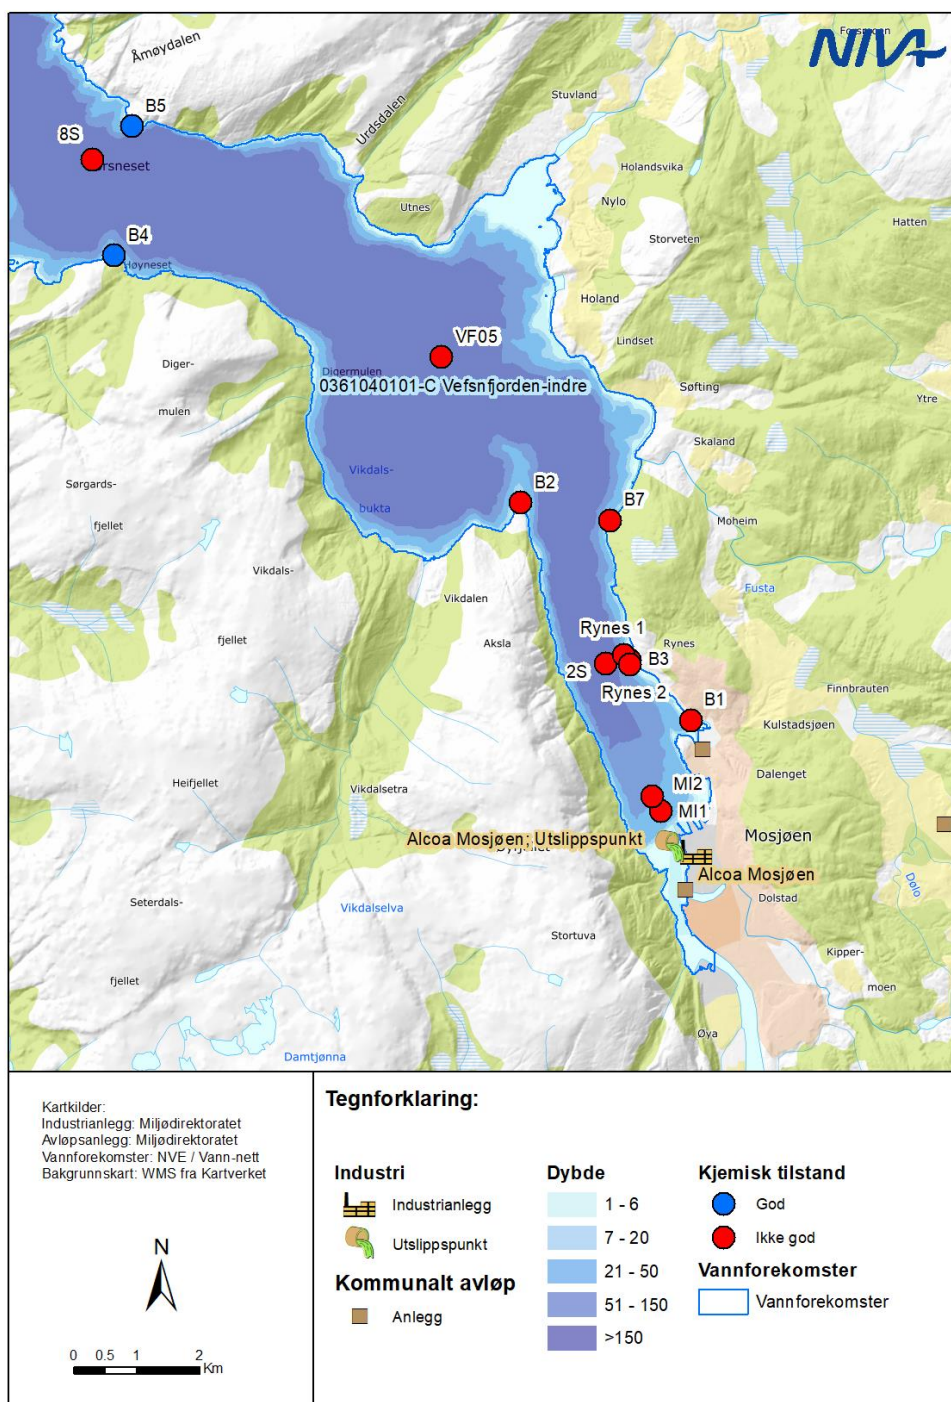 Åmøydalen
Forsmoen
NIVA
B5
Stuvland
8S
Urdsdalen
Holandsvika
Utnes
Nylo
Hatten
B4
Storveten
Høyneset
Holand
VF05
Lindset
Diger-
mulen
Digermulen
0361040101-C Vefsnfjorden-indre
Søfting
Ytre
Skaland
Vikdals-
bukta
Sørgards-
fjellet
B2
B7
Moheim
Vikdals-
fjellet
Vikdalen
Fusta
Aksla
Rynes 1
Rynes
2S
B3
Rynes 2
Finnbrauten
B1
Kulstadsjøen
Heifjellet
Vikdalsetra
MI2
Dalenget
MI1
Alcoa Mosjøen; Utslippspunkt
Mosjøen
Alcoa Mosjøen
Dølo
Seterdals-
fjellet
Vikdalselva
Dolstad
Stortuva
Kipper-
moen
Øya
Damtjønna
Kartkilder:
Industrianlegg: Miljødirektoratet
Avløpsanlegg: Miljødirektoratet
Vannforekomster: NVE / Vann-nett
Bakgrunnskart: WMS fra Kartverket
N
0 0.5 1 2
Km
Tegnforklaring:
Industri
Industrianlegg
Utslippspunkt
Kommunalt avløp
Anlegg
Dybde
1 - 6
7 - 20
21 - 50
51 - 150
>150
Kjemisk tilstand
God
Ikke god
Vannforekomster
Vannforekomster